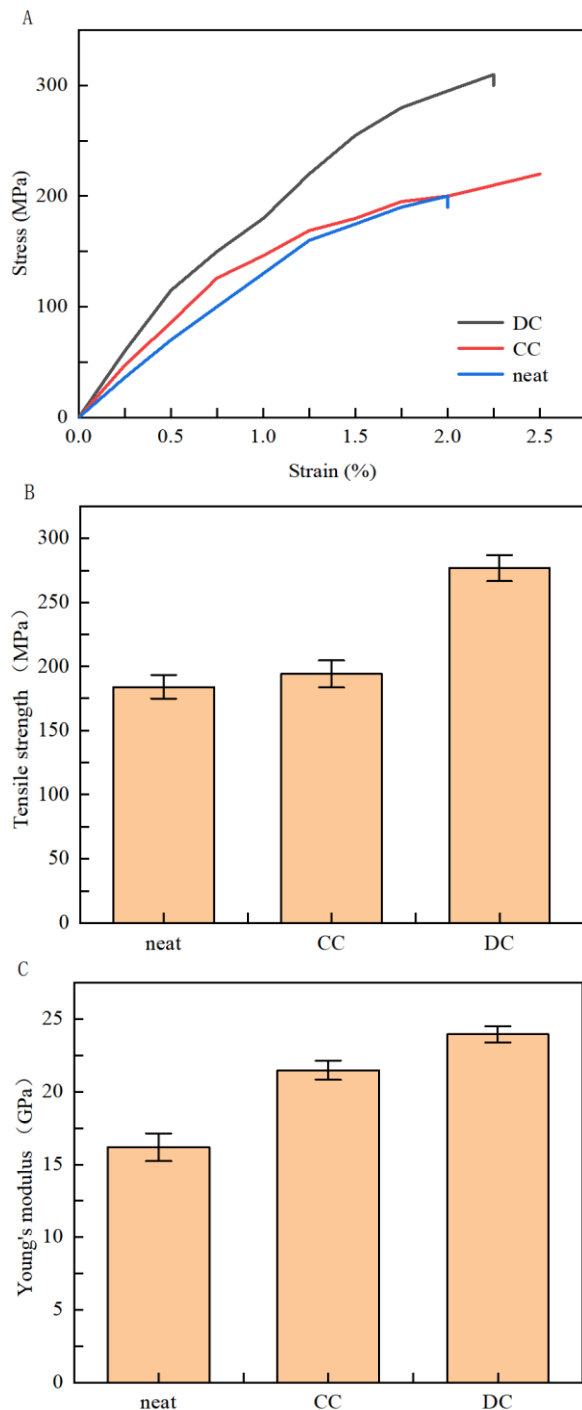 A
Stress (MPa)
300
200
100
0
DC
CC
neat
0.0 0.5 1.0 1.5 2.0 2.5
Strain (%)
B
Tensile strength（MPa）
300
250
200
150
100
50
0
neat CC DC
C
Young's modulus（GPa）
25
20
15
10
5
0
neat CC DC